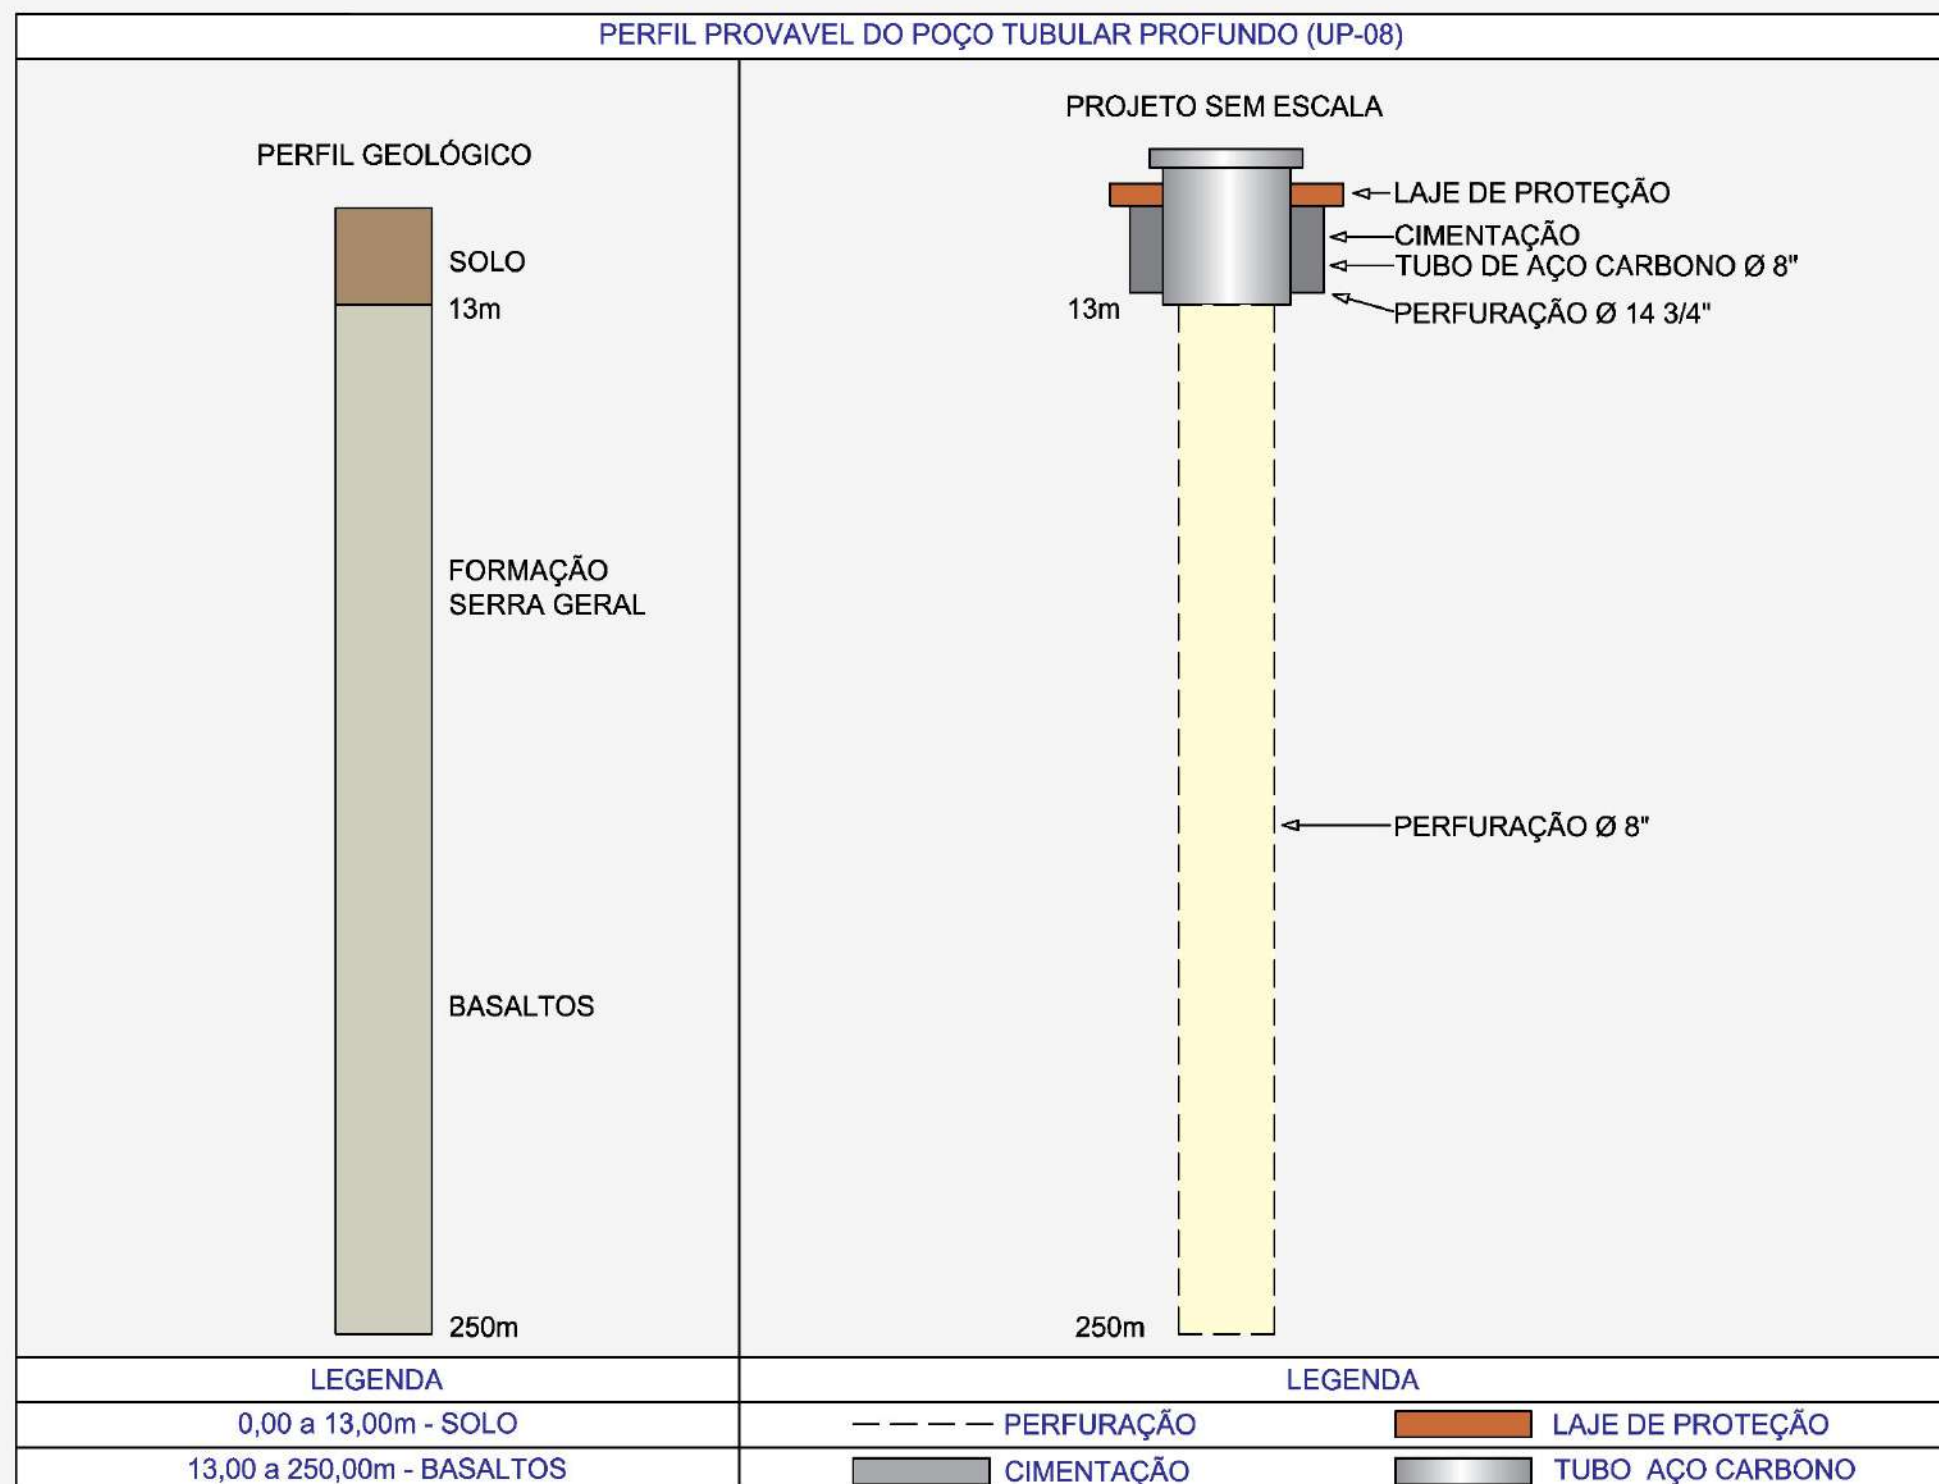 PERFIL PROVAVEL DO POÇO TUBULAR PROFUNDO (UP-08)
PERFIL GEOLÓGICO
SOLO
13m
FORMAÇÃO
SERRA GERAL
BASALTOS
250m
PROJETO SEM ESCALA
LAJE DE PROTEÇÃO
CIMENTAÇÃO
TUBO DE AÇO CARBONO Ø 8"
13m
PERFURAÇÃO Ø 14 3/4"
PERFURAÇÃO Ø 8"
250m
LEGENDA
0,00 a 13,00m - SOLO
13,00 a 250,00m - BASALTOS
LEGENDA
PERFURAÇÃO
LAJE DE PROTEÇÃO
CIMENTAÇÃO
TUBO AÇO CARBONO